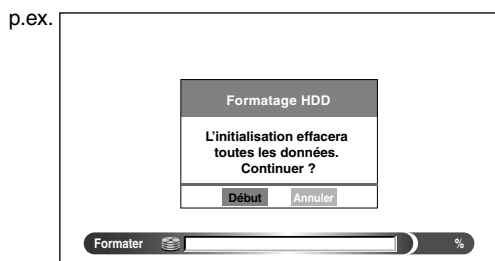 p.ex.
Formatage HDD
L'initialisation effacera
toutes les données.
Continuer ?
Début Annuler
Formater %